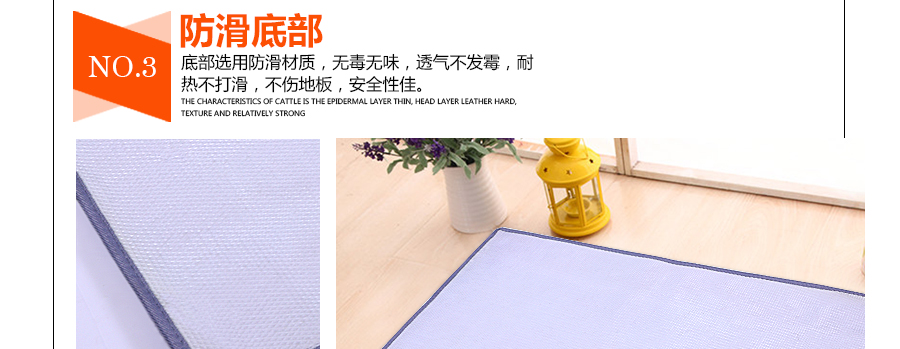 NO.3
防滑底部
底部选用防滑材质，无毒无味，透气不发霉，耐
热不打滑，不伤地板，安全性佳。
THE CHARACTERISTICS OF CATTLE IS THE EPIDERMAL LAYER THIN, HEAD LAYER LEATHER HARD,
TEXTURE AND RELATIVELY STRONG